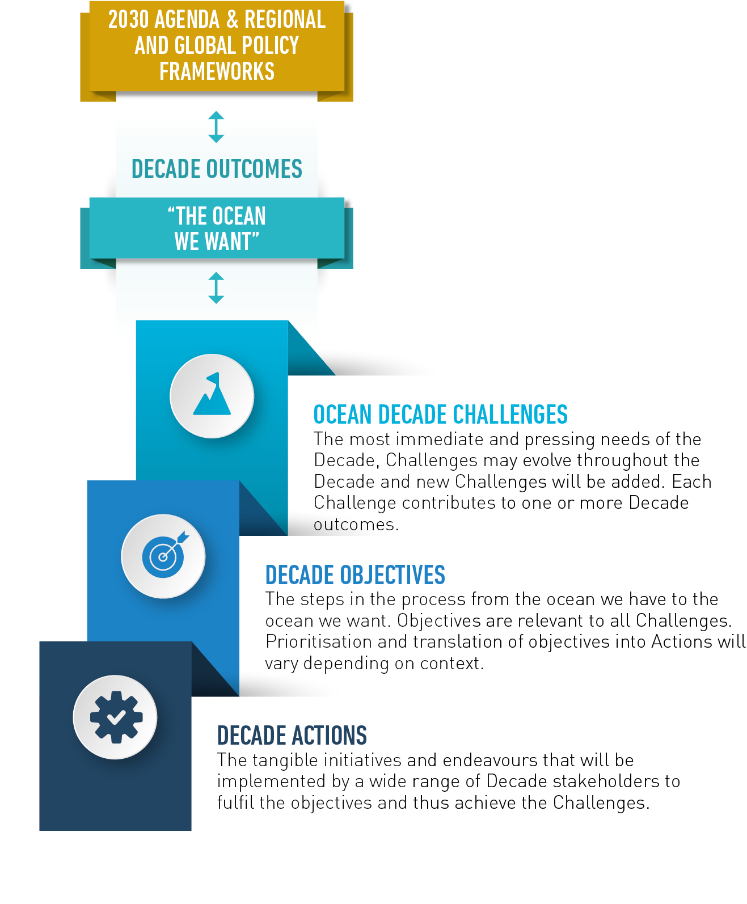 2030 AGENDA & REGIONAL
AND GLOBAL POLICY
FRAMEWORKS
DECADE OUTCOMES
“THE OCEAN
WE WANT”
OCEAN DECADE CHALLENGES
The most immediate and pressing needs of the
Decade, Challenges may evolve throughout the
Decade and new Challenges will be added. Each
Challenge contributes to one or more Decade
outcomes.
DECADE OBJECTIVES
The steps in the process from the ocean we have to the
ocean we want. Objectives are relevant to all Challenges.
Prioritisation and translation of objectives into Actions will
vary depending on context.
DECADE ACTIONS
The tangible initiatives and endeavours that will be
implemented by a wide range of Decade stakeholders to
fulfil the objectives and thus achieve the Challenges.